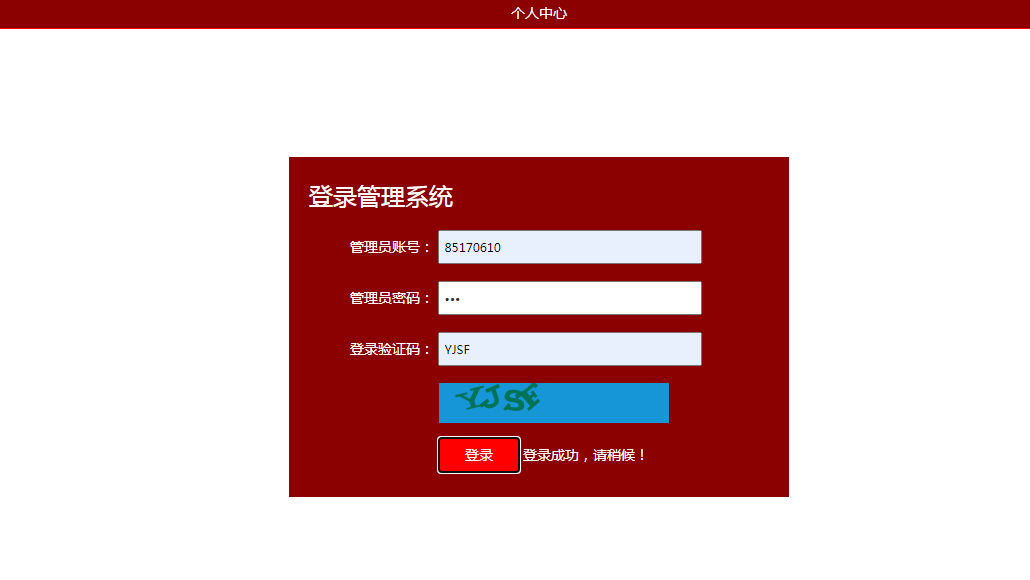 个人中心
登录管理系统
管理员账号： 85170610
管理员密码： •••
登录验证码： YJSF
YJSF
登录 登录成功，请稍候！